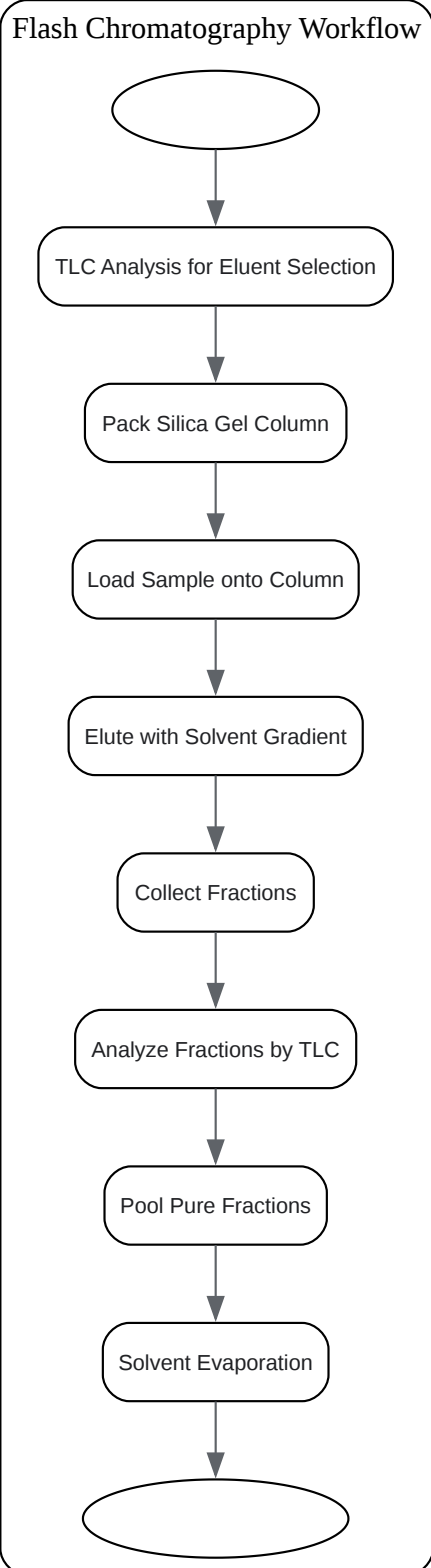 Flash Chromatography Workflow
TLC Analysis for Eluent Selection
Pack Silica Gel Column
Load Sample onto Column
Elute with Solvent Gradient
Collect Fractions
Analyze Fractions by TLC
Pool Pure Fractions
Solvent Evaporation